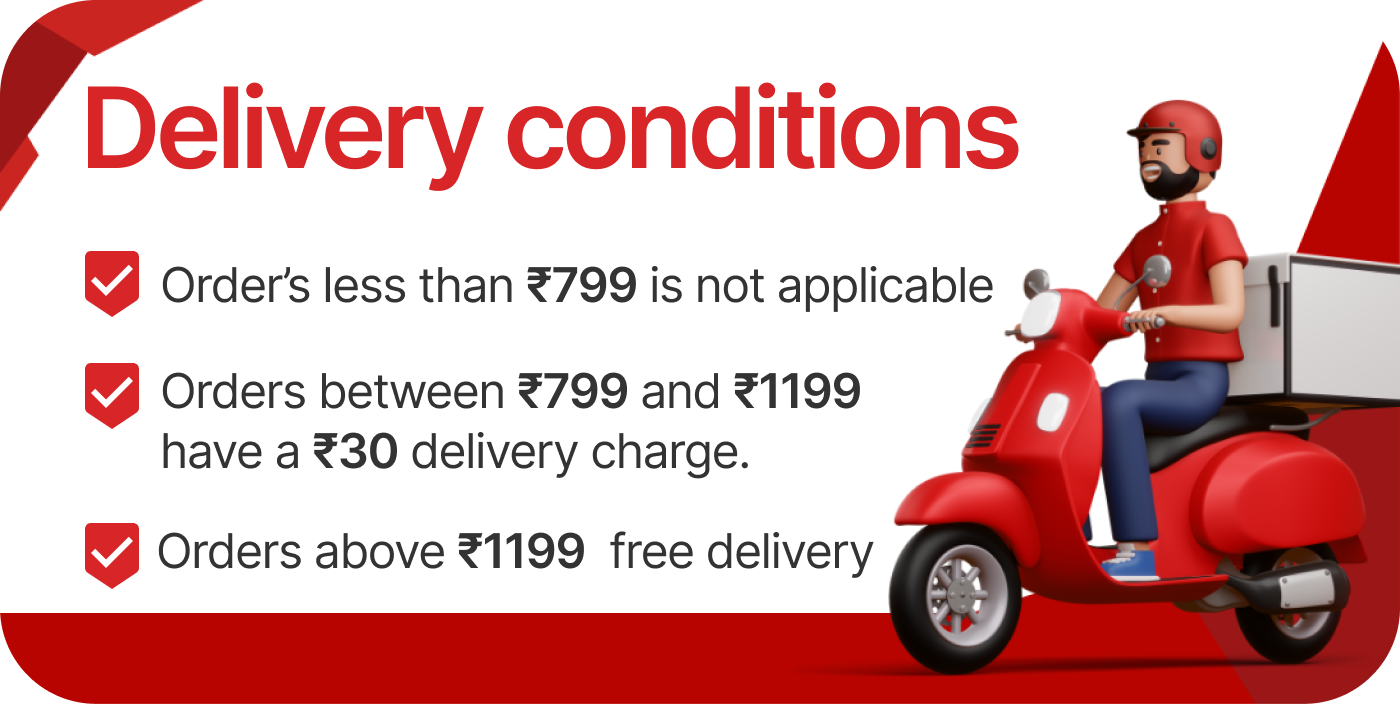 Delivery conditions
Order’s less than ₹799 is not applicable
Orders between ₹799 and ₹1199
have a ₹30 delivery charge.
Orders above ₹1199 free delivery